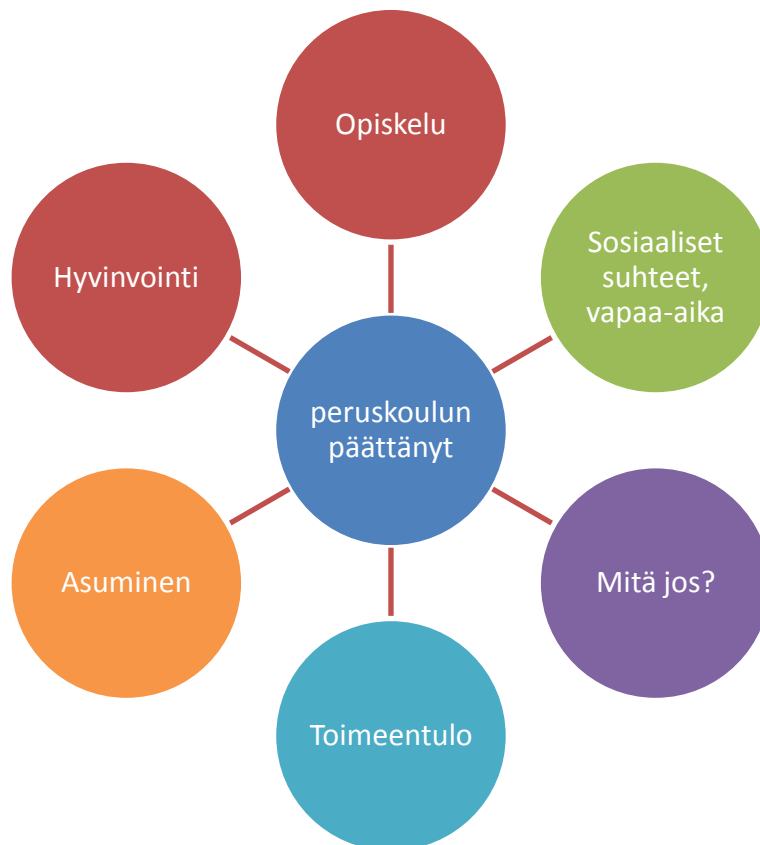 Opiskelu
Sosiaaliset
suhteet,
vapaa-aika
Hyvinvointi
peruskoulun
päättänyt
Asuminen
Mitä jos?
Toimeentulo